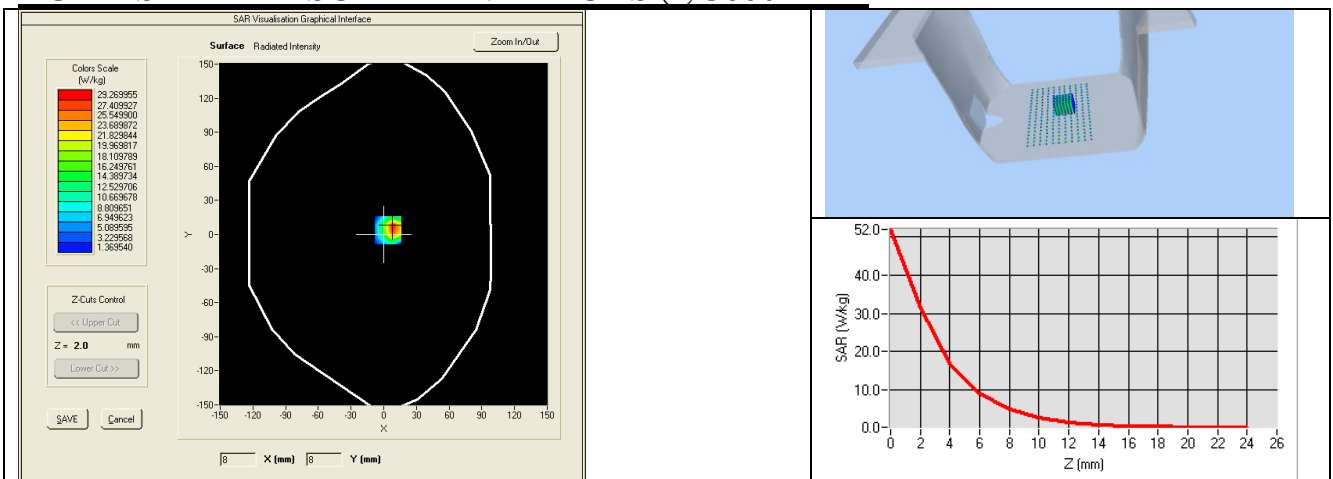 SAR Visualisation Graphical Interface
Surface Radiated Intensity
Zoom In/Out
Colors Scale
(W/kg)
29.269955
27.409927
25.549900
23.689872
21.829844
19.969817
18.109789
16.249761
14.389734
12.529706
10.669678
8.809651
6.949623
5.089595
3.229568
1.369540
Z-Cuts Control
<< Upper Cut
Z = 2.0 mm
Lower Cut >>
SAVE Cancel
150
120
90
60
30
0
-30
-60
-90
-120
-150
Y
-150 -120 -90 -60 -30 0 30 60 90 120 150
X
8 X (mm) 8 Y (mm)
52.0
40.0
30.0
20.0
10.0
0.0
SAR (W/kg)
0 2 4 6 8 10 12 14 16 18 20 22 24 26
Z (mm)